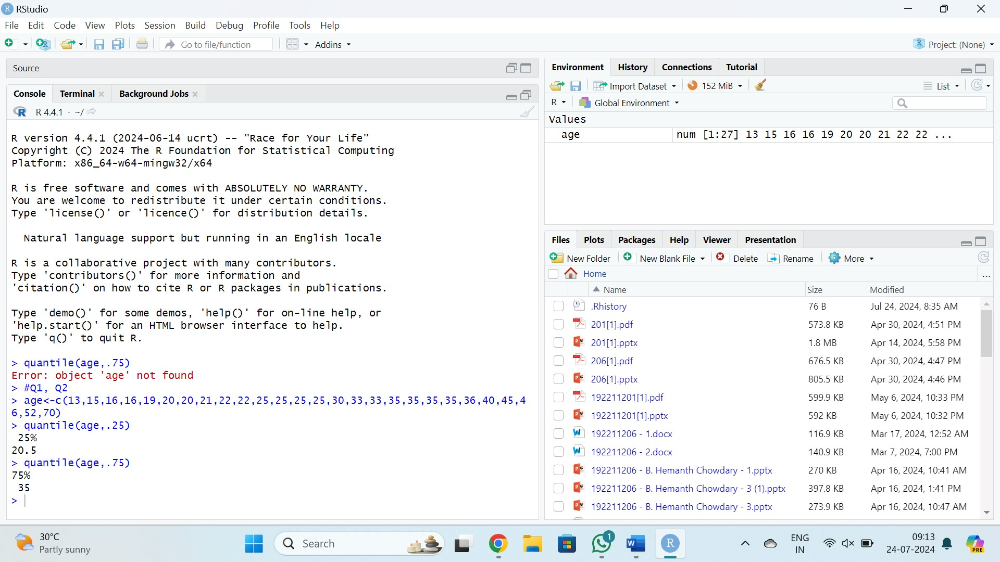 RStudio
File Edit Code View Plots Session Build Debug Profile Tools Help
Go to file/function Addins Project: (None)
Source
Console Terminal Background Jobs
R 4.4.1 · ~/
R version 4.4.1 (2024-06-14 ucrt) -- "Race for Your Life"
Copyright (C) 2024 The R Foundation for Statistical Computing
Platform: x86_64-w64-mingw32/x64
R is free software and comes with ABSOLUTELY NO WARRANTY.
You are welcome to redistribute it under certain conditions.
Type 'license()' or 'licence()' for distribution details.
Natural language support but running in an English locale
R is a collaborative project with many contributors.
Type 'contributors()' for more information and
'citation()' on how to cite R or R packages in publications.
Type 'demo()' for some demos, 'help()' for on-line help, or
'help.start()' for an HTML browser interface to help.
Type 'q()' to quit R.
> quantile(age,.75)
Error: object 'age' not found
> #Q1, Q2
> age<-c(13,15,16,16,19,20,20,21,22,22,25,25,25,25,30,33,33,35,35,35,35,36,40,45,4
6,52,70)
> quantile(age,.25)
25%
20.5
> quantile(age,.75)
75%
35
>
Environment History Connections Tutorial
Import Dataset 152 MiB List
R Global Environment
Values
age num [1:27] 13 15 16 16 19 20 20 21 22 22 ...
Files Plots Packages Help Viewer Presentation
New Folder New Blank File Delete Rename More
Home ...
Name Size Modified
.Rhistory 76 B Jul 24, 2024, 8:35 AM
201[1].pdf 573.8 KB Apr 30, 2024, 4:51 PM
201[1].pptx 1.8 MB Apr 14, 2024, 5:58 PM
206[1].pdf 676.5 KB Apr 30, 2024, 4:47 PM
206[1].pptx 805.5 KB Apr 30, 2024, 4:46 PM
192211201[1].pdf 599.9 KB May 6, 2024, 10:33 PM
192211201[1].pptx 592 KB May 6, 2024, 10:32 PM
192211206 - 1.docx 116.9 KB Mar 17, 2024, 12:52 AM
192211206 - 2.docx 140.9 KB Mar 7, 2024, 7:00 PM
192211206 - B. Hemanth Chowdary - 1.pptx 270 KB Apr 16, 2024, 10:41 AM
192211206 - B. Hemanth Chowdary - 3 (1).pptx 397.8 KB Apr 16, 2024, 1:41 PM
192211206 - B. Hemanth Chowdary - 3.pptx 273.9 KB Apr 16, 2024, 10:47 AM
30°C
Partly sunny
Search
1
W
R
ENG
IN
09:13
24-07-2024
PRE